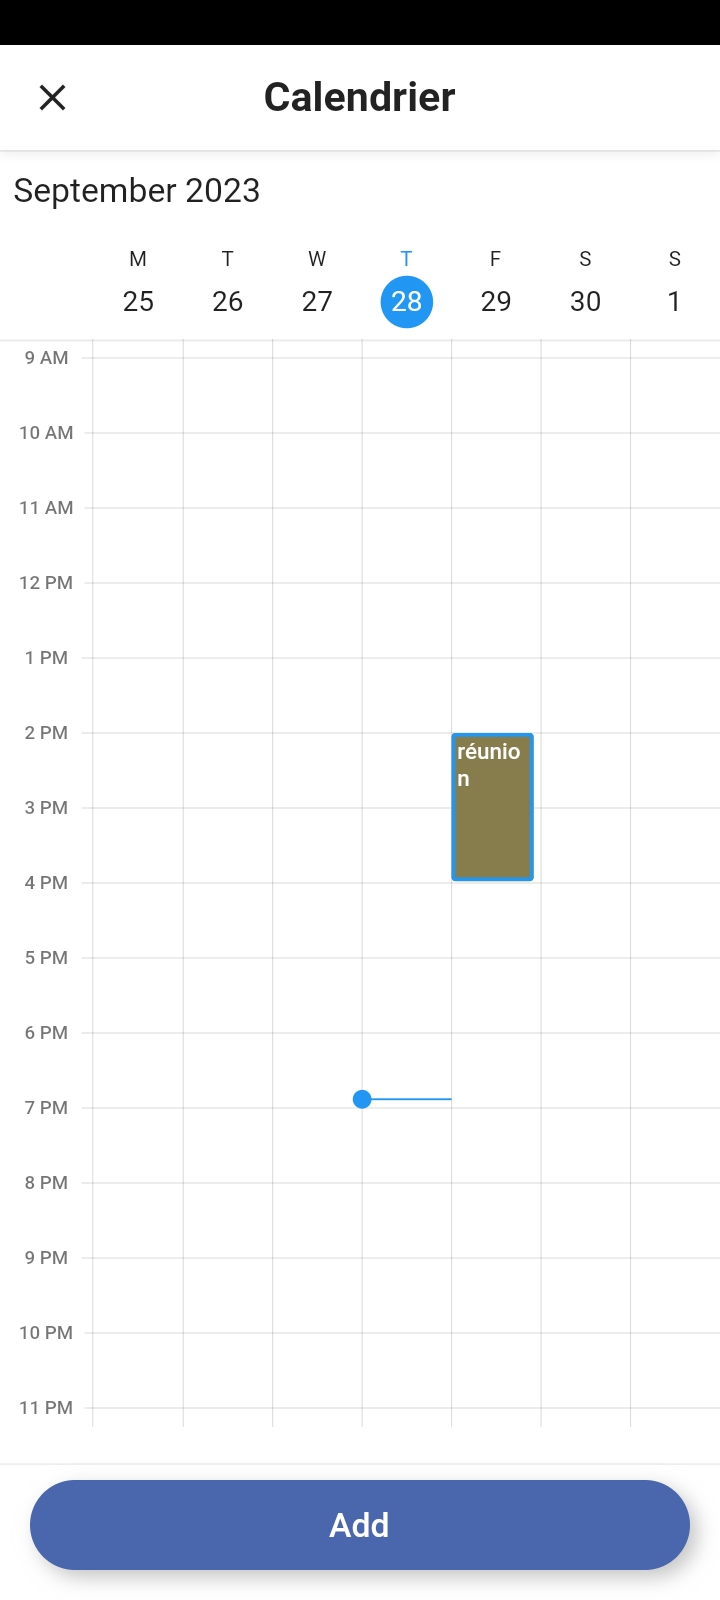 Calendrier
September 2023
M T W T F S S
25 26 27 28 29 30 1
9 AM
10 AM
11 AM
12 PM
1 PM
2 PM
réunio
n
3 PM
4 PM
5 PM
6 PM
7 PM
8 PM
9 PM
10 PM
11 PM
Add